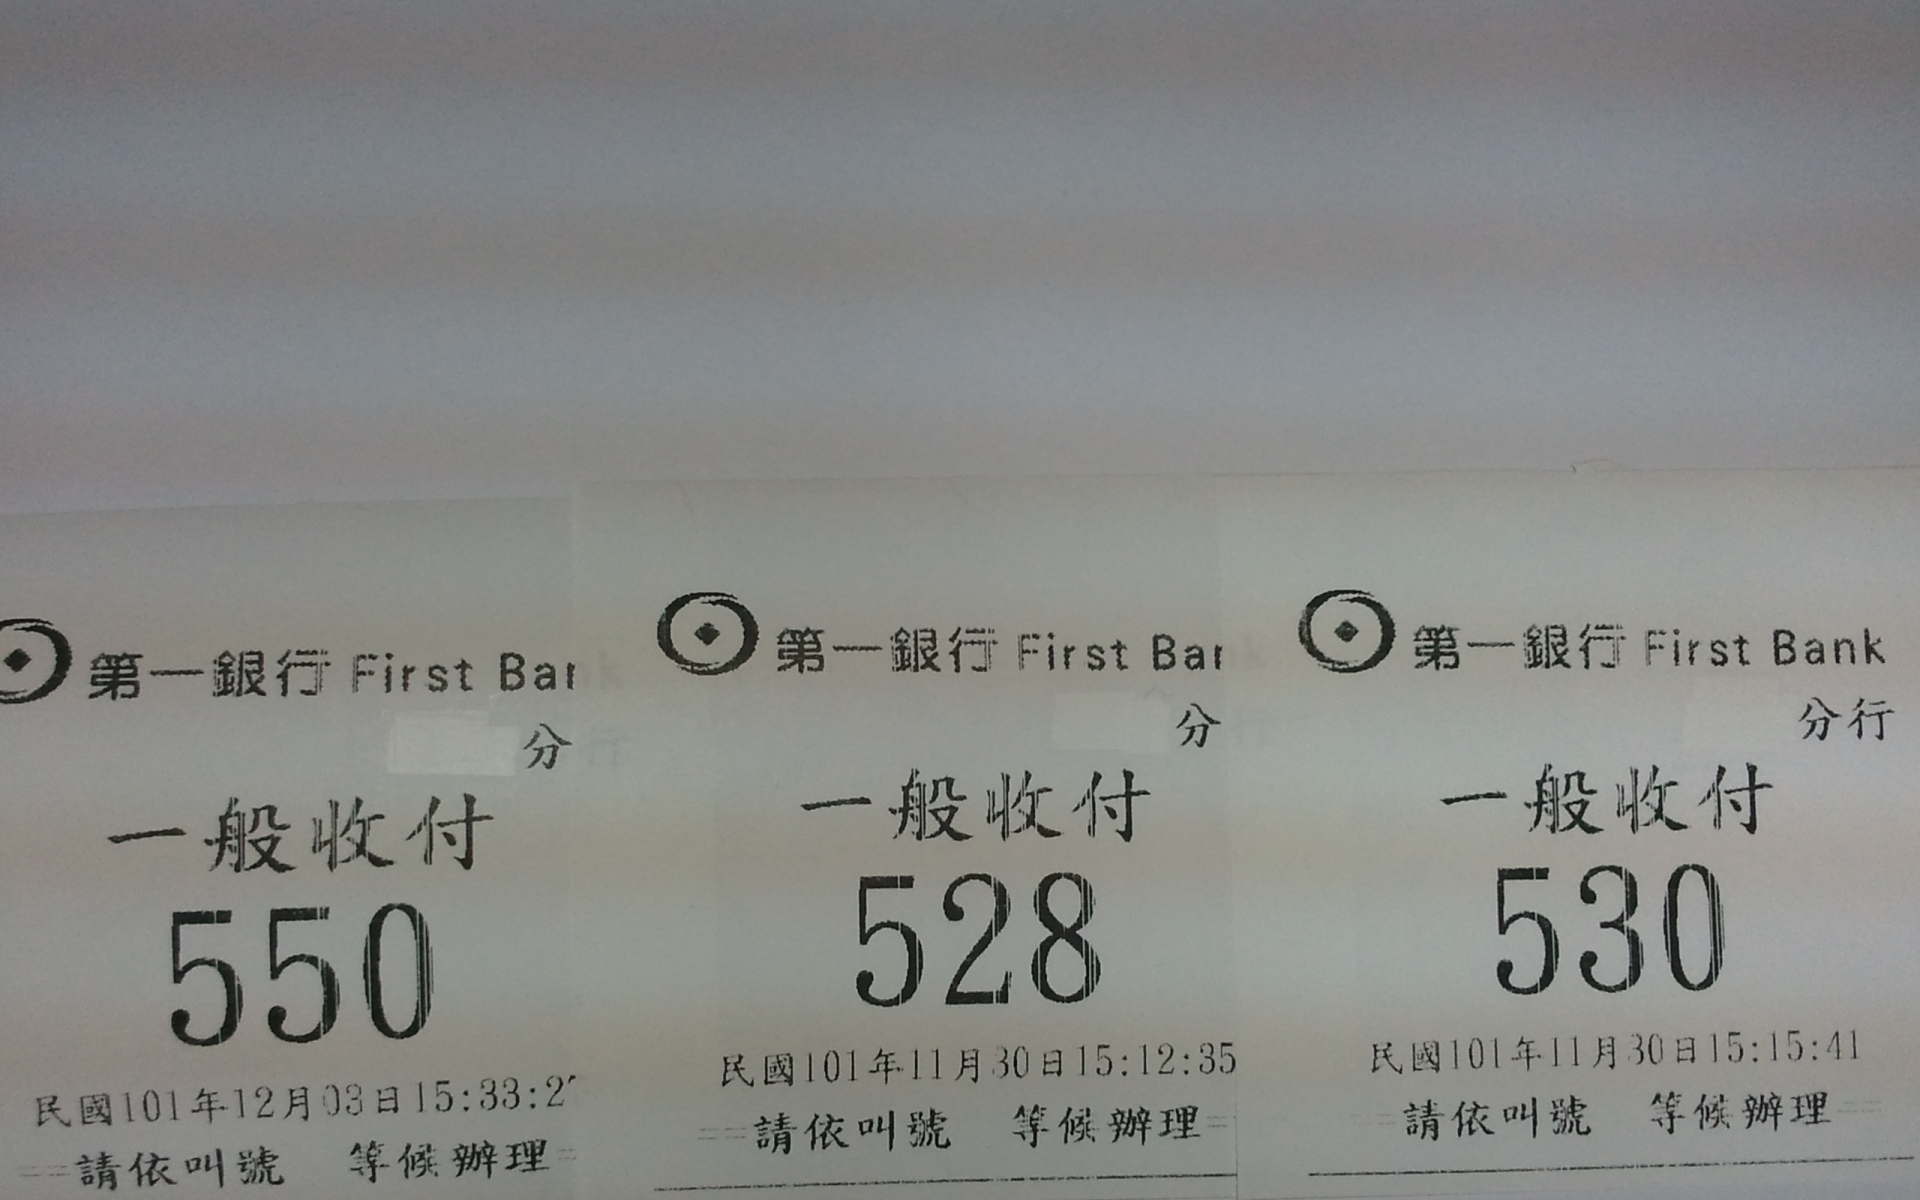 第一銀行 First Ban
分
一般收付
550
民國101年12月03日15:33:2
==請依叫號 等候辦理=
第一銀行 First Ban
分
一般收付
528
民國101年11月30日15:12:35
==請依叫號 等候辦理=
第一銀行 First Bank
分行
一般收付
530
民國101年11月30日15:15:41
==請依叫號 等候辦理==